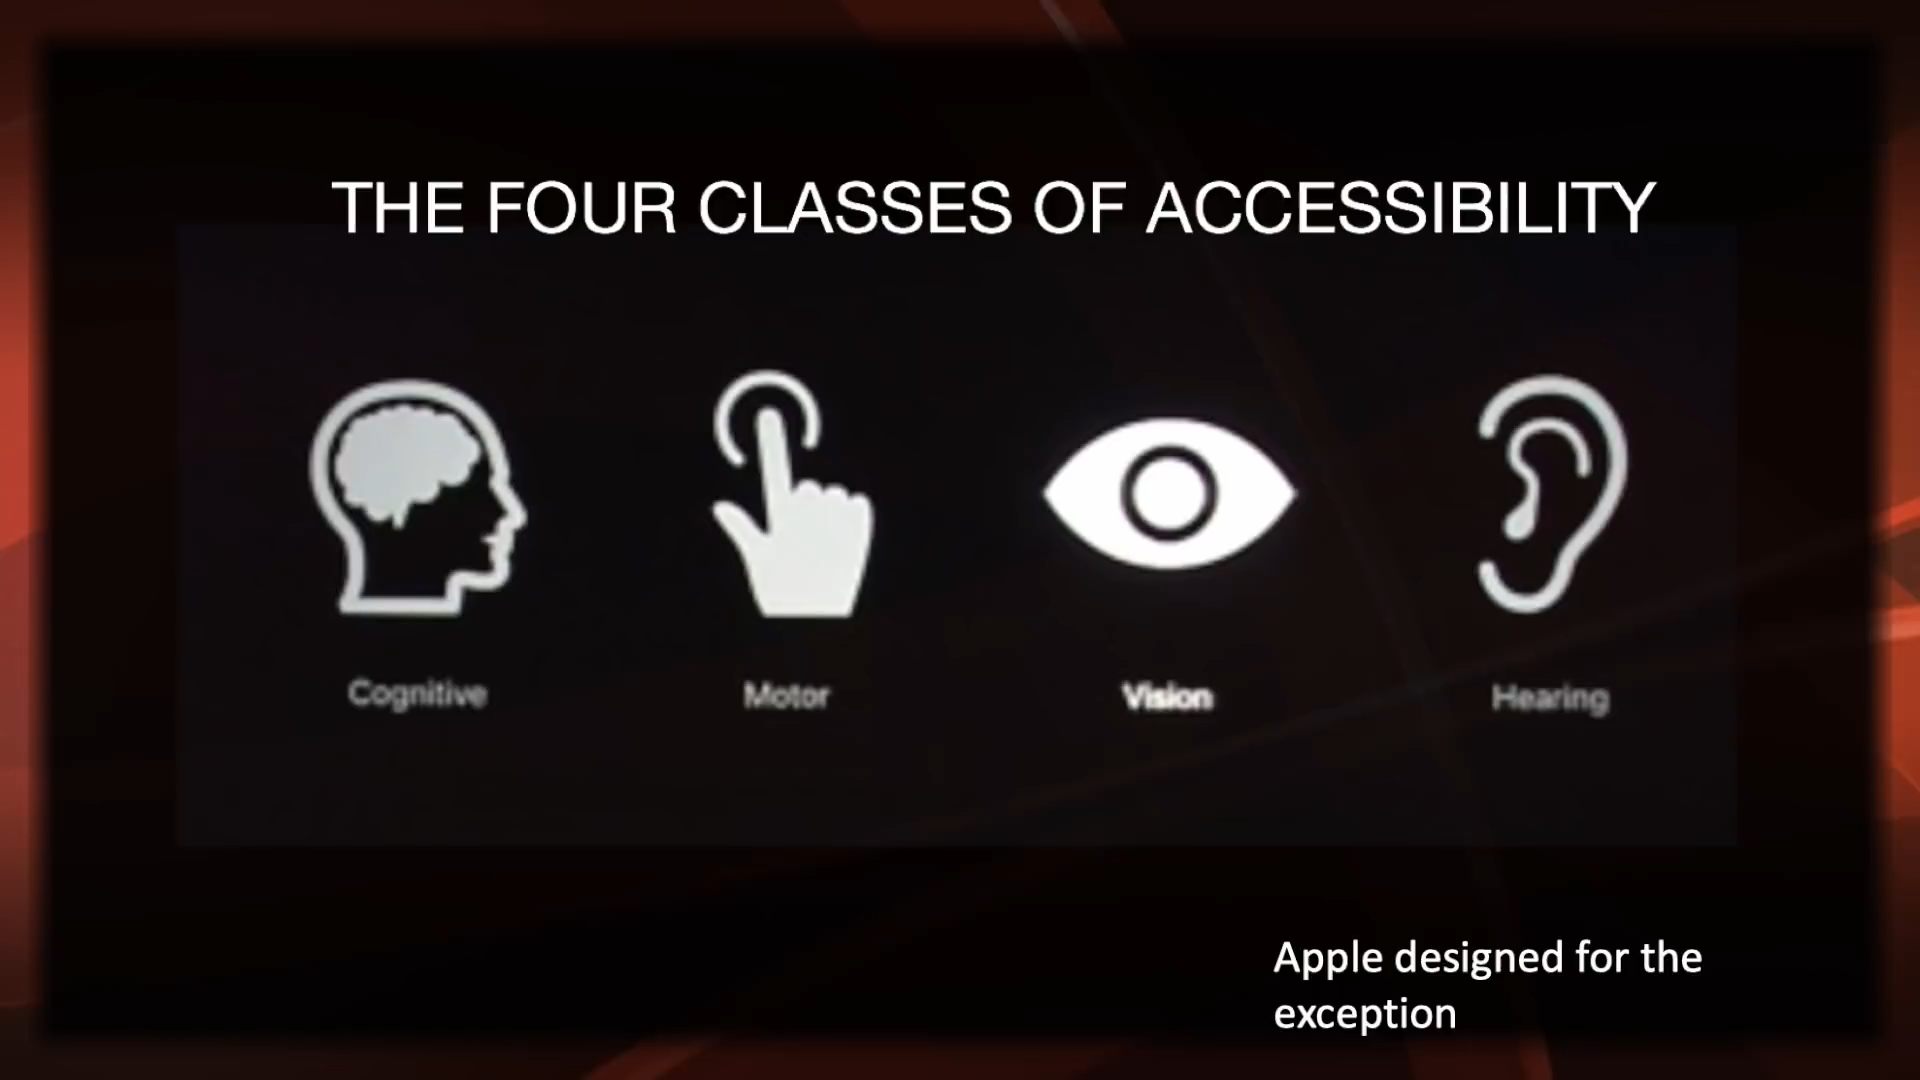 THE FOUR CLASSES OF ACCESSIBILITY
Cognitive
Motor
Vision
Hearing
Apple designed for the
exception